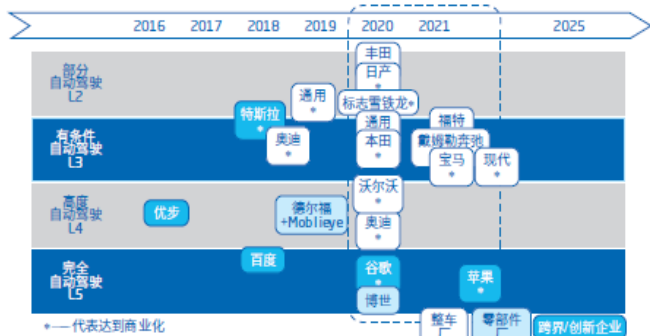 2016 2017 2018 2019 2020 2021 2025
部分
自动驾驶
L2
丰田
日产
*
通用
*
标志雪铁龙*
特斯拉
*
有条件
自动驾驶
L3
奥迪
*
通用
本田
*
福特
戴姆勒奔弛
宝马
*
现代
*
高度
自动驾驶
L4
优步
德尔福
+Moblieye
沃尔沃
*
奥迪
*
完全
自动驾驶
L5
百度
谷歌
*
博世
苹果
*
*—代表达到商业化
整车
零部件
跨界/创新企业